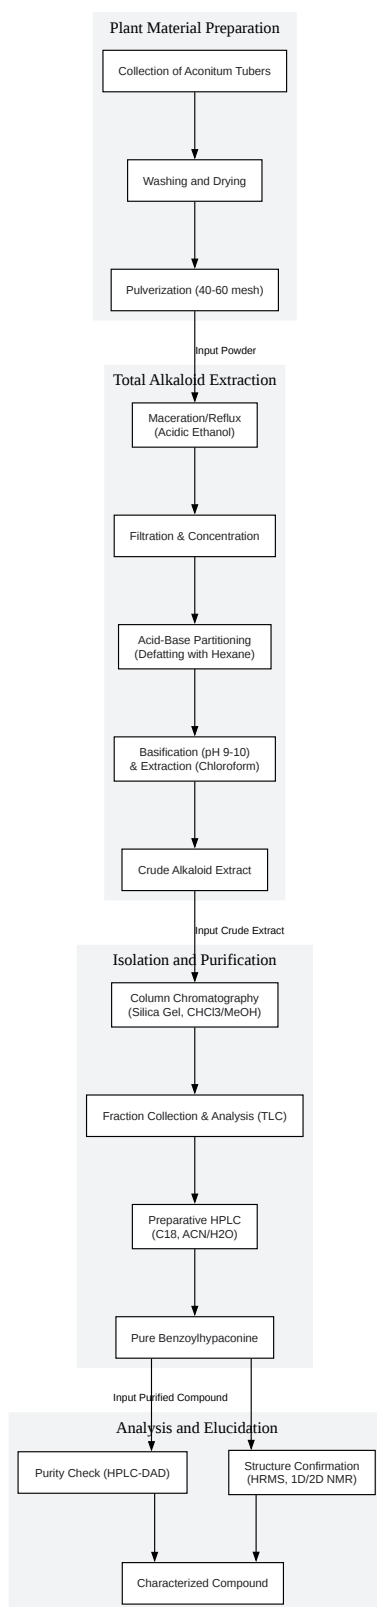 Plant Material Preparation
Collection of Aconitum Tubers
Washing and Drying
Pulverization (40-60 mesh)
Input Powder
Total Alkaloid Extraction
Maceration/Reflux
(Acidic Ethanol)
Filtration & Concentration
Acid-Base Partitioning
(Defatting with Hexane)
Basification (pH 9-10)
& Extraction (Chloroform)
Crude Alkaloid Extract
Input Crude Extract
Isolation and Purification
Column Chromatography
(Silica Gel, CHCl3/MeOH)
Fraction Collection & Analysis (TLC)
Preparative HPLC
(C18, ACN/H2O)
Pure Benzoylhypaconine
Input Purified Compound
Analysis and Elucidation
Purity Check (HPLC-DAD)
Structure Confirmation
(HRMS, 1D/2D NMR)
Characterized Compound